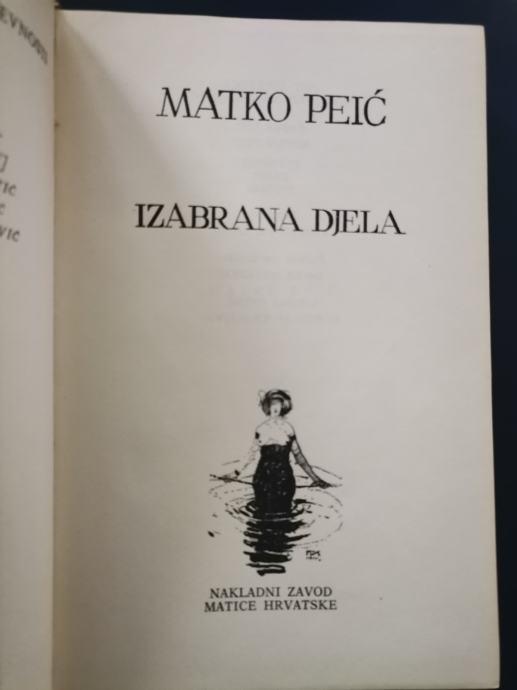 MATKO PEIĆ
IZABRANA DJELA
NAKLADNI ZAVOD
MATICE HRVATSKE